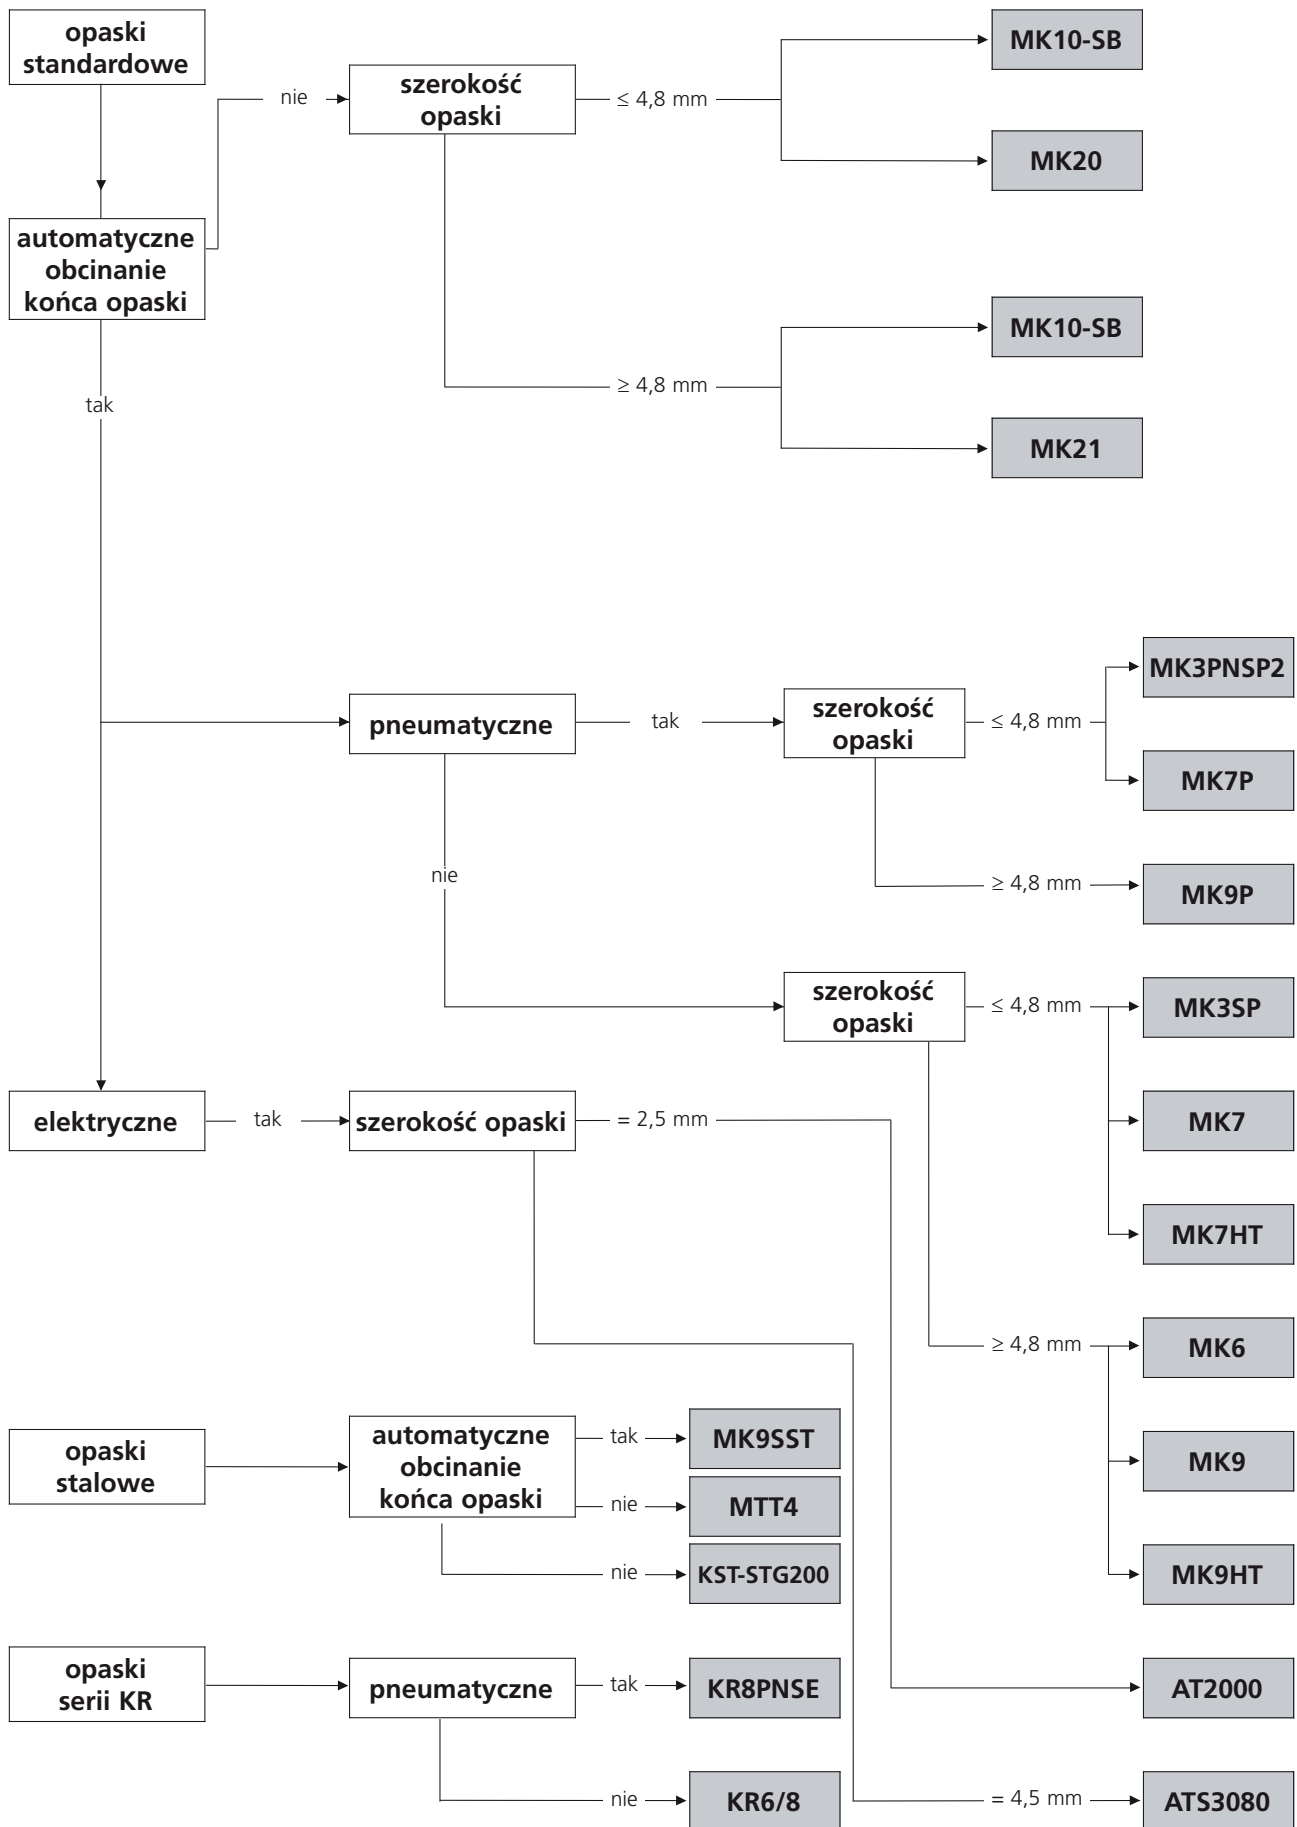 opaski
standardowe
nie
szerokość
opaski
≤ 4,8 mm
MK10-SB
MK20
automatyczne
obcinanie
końca opaski
≥ 4,8 mm
MK10-SB
MK21
tak
pneumatyczne
tak
szerokość
opaski
≤ 4,8 mm
MK3PNSP2
MK7P
≥ 4,8 mm
MK9P
nie
szerokość
opaski
≤ 4,8 mm
MK3SP
MK7
MK7HT
≥ 4,8 mm
MK6
MK9
MK9HT
elektryczne
tak
szerokość opaski
= 2,5 mm
AT2000
= 4,5 mm
ATS3080
opaski
stalowe
automatyczne
obcinanie
końca opaski
tak
MK9SST
nie
MTT4
nie
KST-STG200
opaski
serii KR
pneumatyczne
tak
KR8PNSE
nie
KR6/8